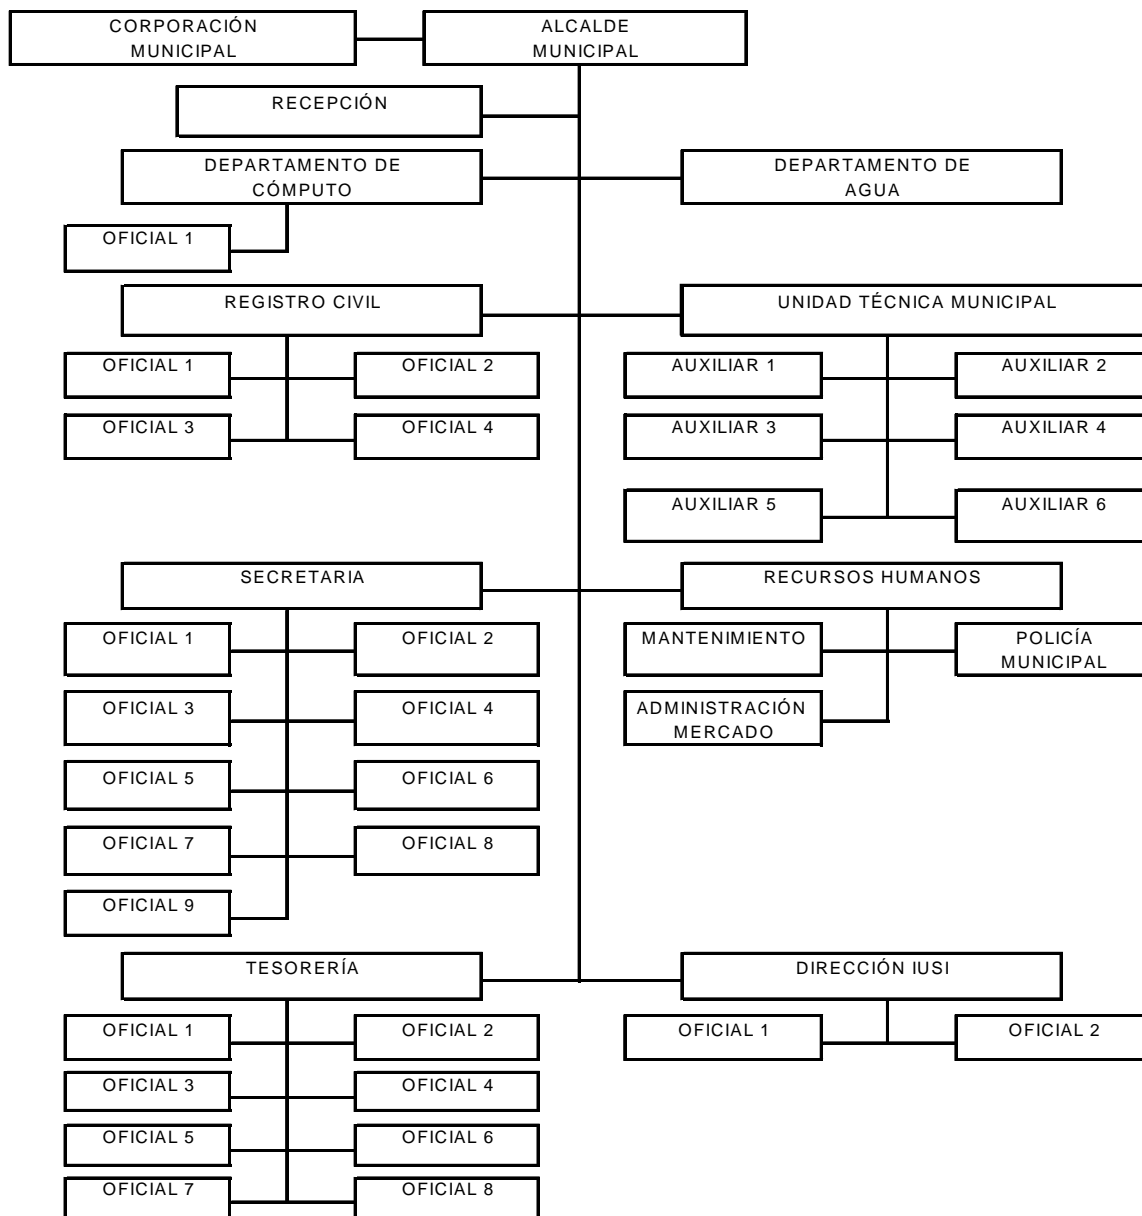 CORPORACIÓN
MUNICIPAL
ALCALDE
MUNICIPAL
RECEPCIÓN
DEPARTAMENTO DE
CÓMPUTO
DEPARTAMENTO DE
AGUA
OFICIAL 1
REGISTRO CIVIL
UNIDAD TÉCNICA MUNICIPAL
OFICIAL 1
OFICIAL 2
AUXILIAR 1
AUXILIAR 2
OFICIAL 3
OFICIAL 4
AUXILIAR 3
AUXILIAR 4
AUXILIAR 5
AUXILIAR 6
SECRETARIA
RECURSOS HUMANOS
OFICIAL 1
OFICIAL 2
MANTENIMIENTO
POLICÍA
MUNICIPAL
OFICIAL 3
OFICIAL 4
ADMINISTRACIÓN
MERCADO
OFICIAL 5
OFICIAL 6
OFICIAL 7
OFICIAL 8
OFICIAL 9
TESORERÍA
DIRECCIÓN IUSI
OFICIAL 1
OFICIAL 2
OFICIAL 1
OFICIAL 2
OFICIAL 3
OFICIAL 4
OFICIAL 5
OFICIAL 6
OFICIAL 7
OFICIAL 8